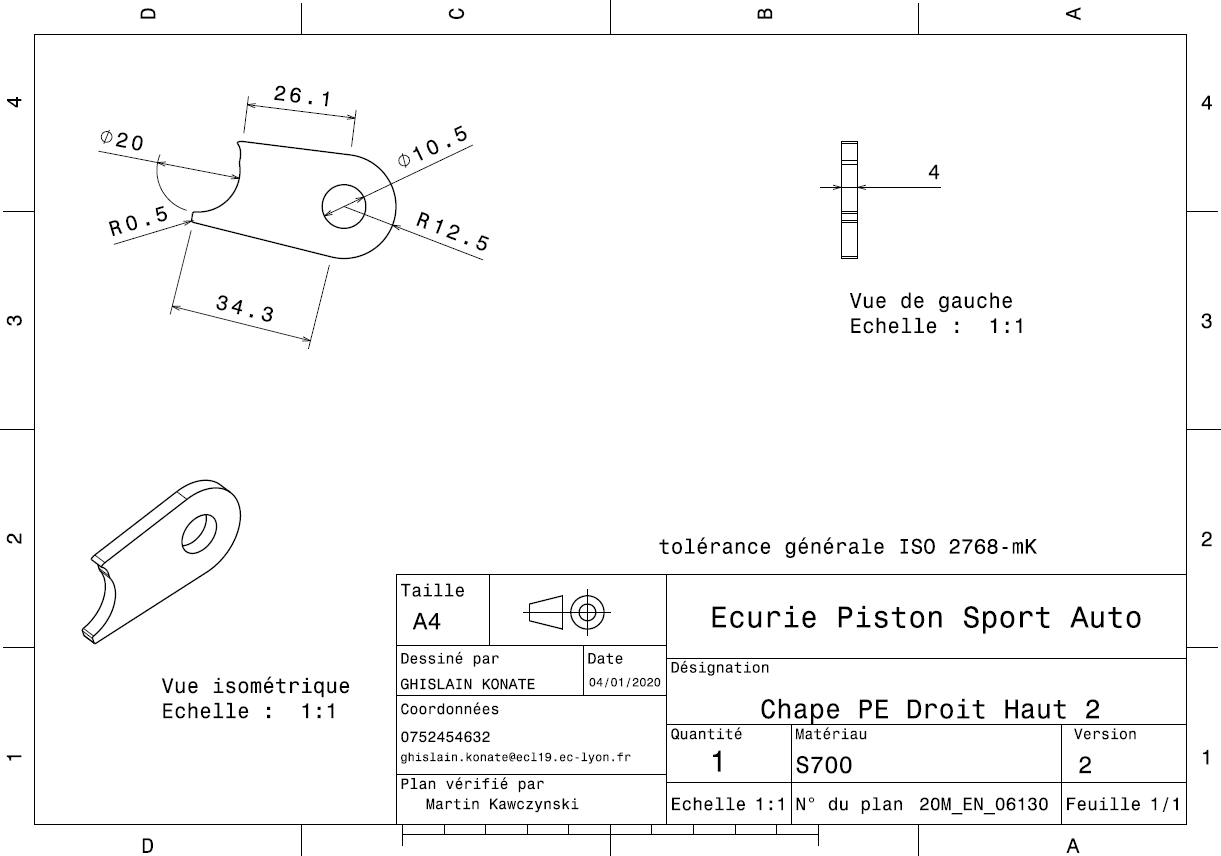 D C B A
4 4
26.1
⌀20
⌀10.5
R0.5
R12.5
34.3
4
Vue de gauche
Echelle :  1:1
3 3
2 2
tolérance générale ISO 2768-mK
Taille
A4
Ecurie Piston Sport Auto
Dessiné par
GHISLAIN KONATE
Date
04/01/2020
Désignation
Chape PE Droit Haut 2
Vue isométrique
Echelle :  1:1
Coordonnées
0752454632
ghislain.konate@ecl19.ec-lyon.fr
Quantité
1
Matériau
S700
Version
2
1 1
Plan vérifié par
Martin Kawczynski
Echelle 1:1
N° du plan  20M_EN_06130
Feuille 1/1
D A